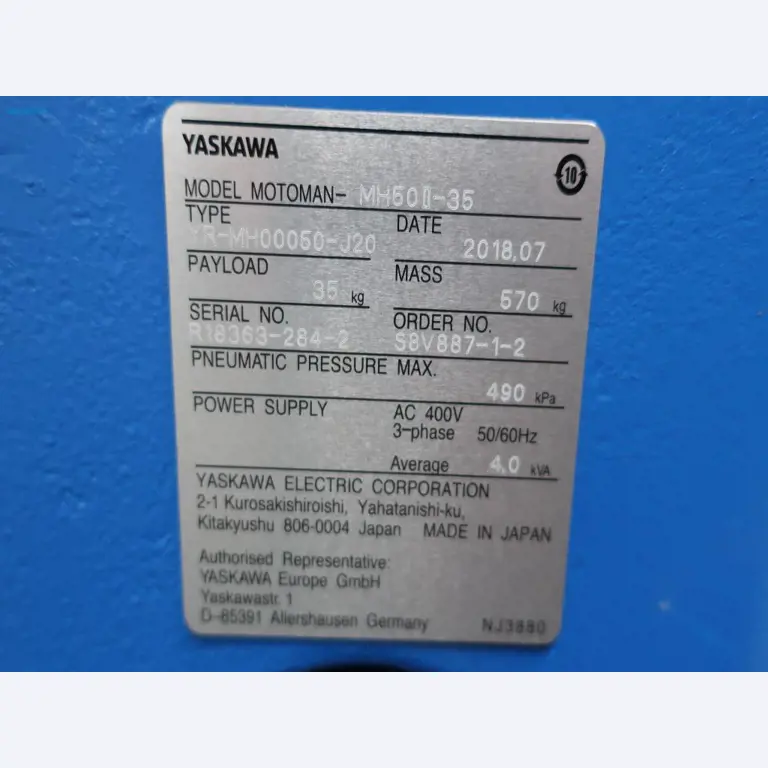 YASKAWA
10
MODEL MOTOMAN- MH50Ⅱ-35
TYPE YR-MH00050-J20
DATE 2018.07
PAYLOAD 35 kg
MASS 570 kg
SERIAL NO. R18363-284-2
ORDER NO. S8V887-1-2
PNEUMATIC PRESSURE MAX. 490 kPa
POWER SUPPLY AC 400V
3-phase 50/60Hz
Average 4.0 kVA
YASKAWA ELECTRIC CORPORATION
2-1 Kurosakishiroishi, Yahatanishi-ku,
Kitakyushu 806-0004 Japan MADE IN JAPAN
Authorised Representative:
YASKAWA Europe GmbH
Yaskawastr. 1
D-85391 Allershausen Germany NJ3880